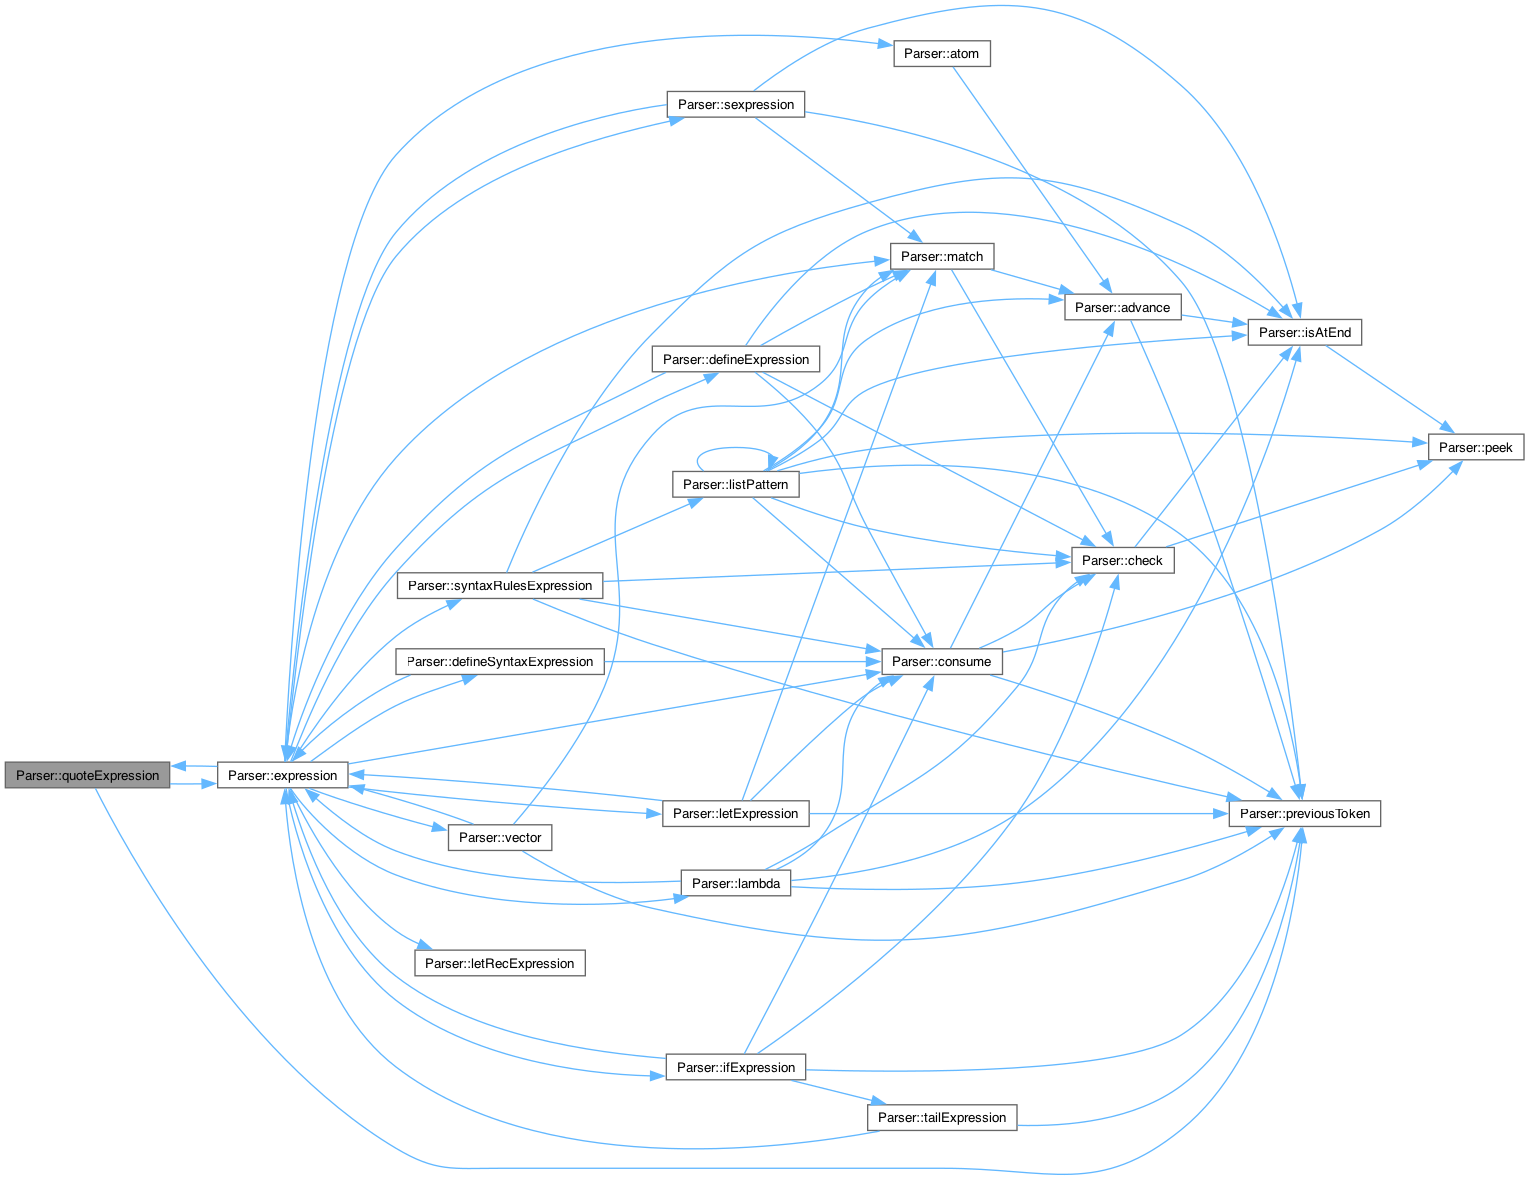 Parser::atom
Parser::sexpression
Parser::match
Parser::advance
Parser::isAtEnd
Parser::defineExpression
Parser::peek
Parser::listPattern
Parser::check
Parser::syntaxRulesExpression
Parser::defineSyntaxExpression
Parser::consume
Parser::quoteExpression
Parser::expression
Parser::letExpression
Parser::previousToken
Parser::vector
Parser::lambda
Parser::letRecExpression
Parser::ifExpression
Parser::tailExpression